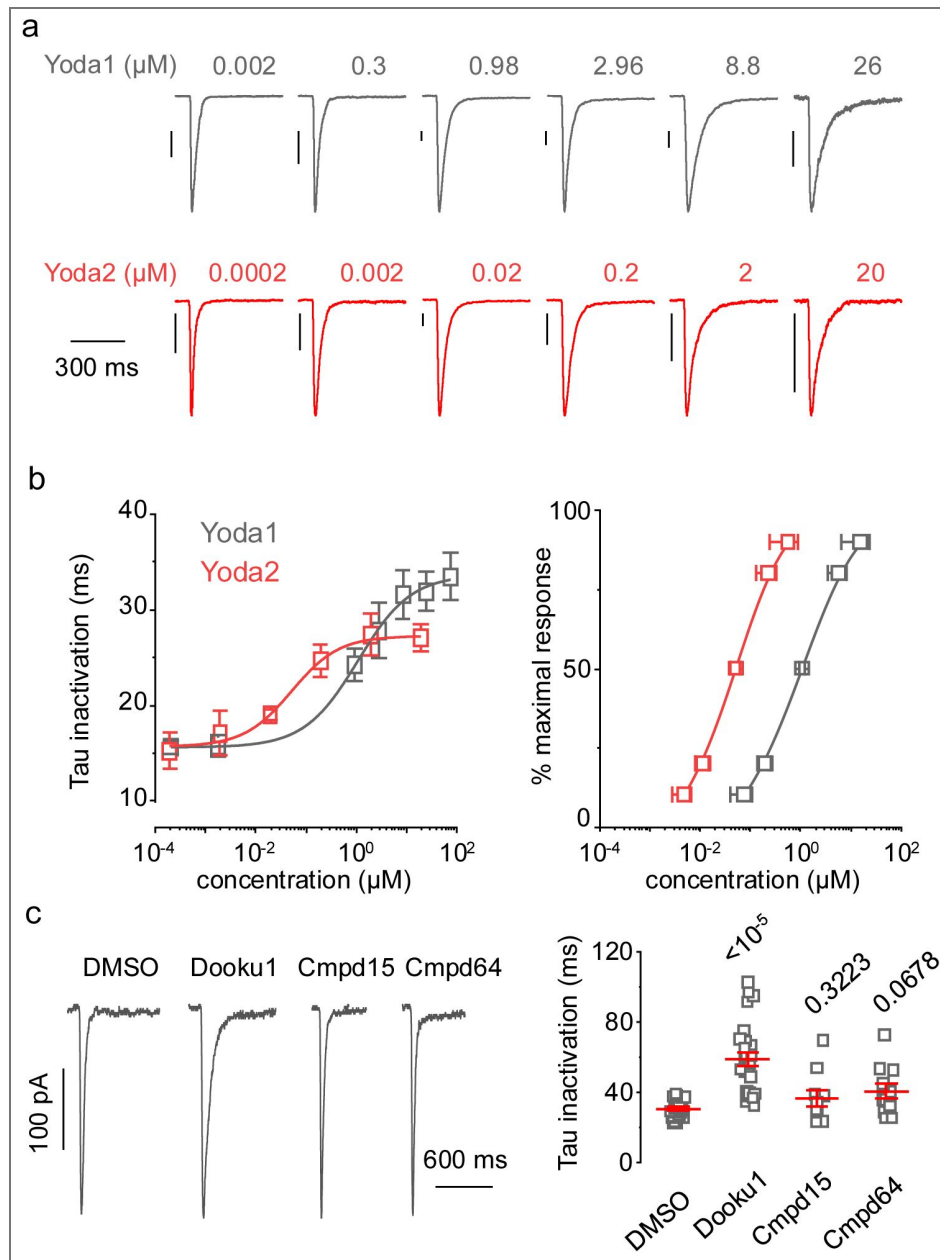 a
Yoda1 (µM) 0.002 0.3 0.98 2.96 8.8 26
Yoda2 (µM) 0.0002 0.002 0.02 0.2 2 20
300 ms
b
Tau inactivation (ms)
40
30
20
10
Yoda1
Yoda2
10⁻⁴ 10⁻² 10⁰ 10²
concentration (µM)
% maximal response
100
50
0
10⁻⁴ 10⁻² 10⁰ 10²
concentration (µM)
c
DMSO Dooku1 Cmpd15 Cmpd64
100 pA
600 ms
Tau inactivation (ms)
120
80
40
0
<10⁻⁵ 0.3223 0.0678
DMSO Dooku1 Cmpd15 Cmpd64